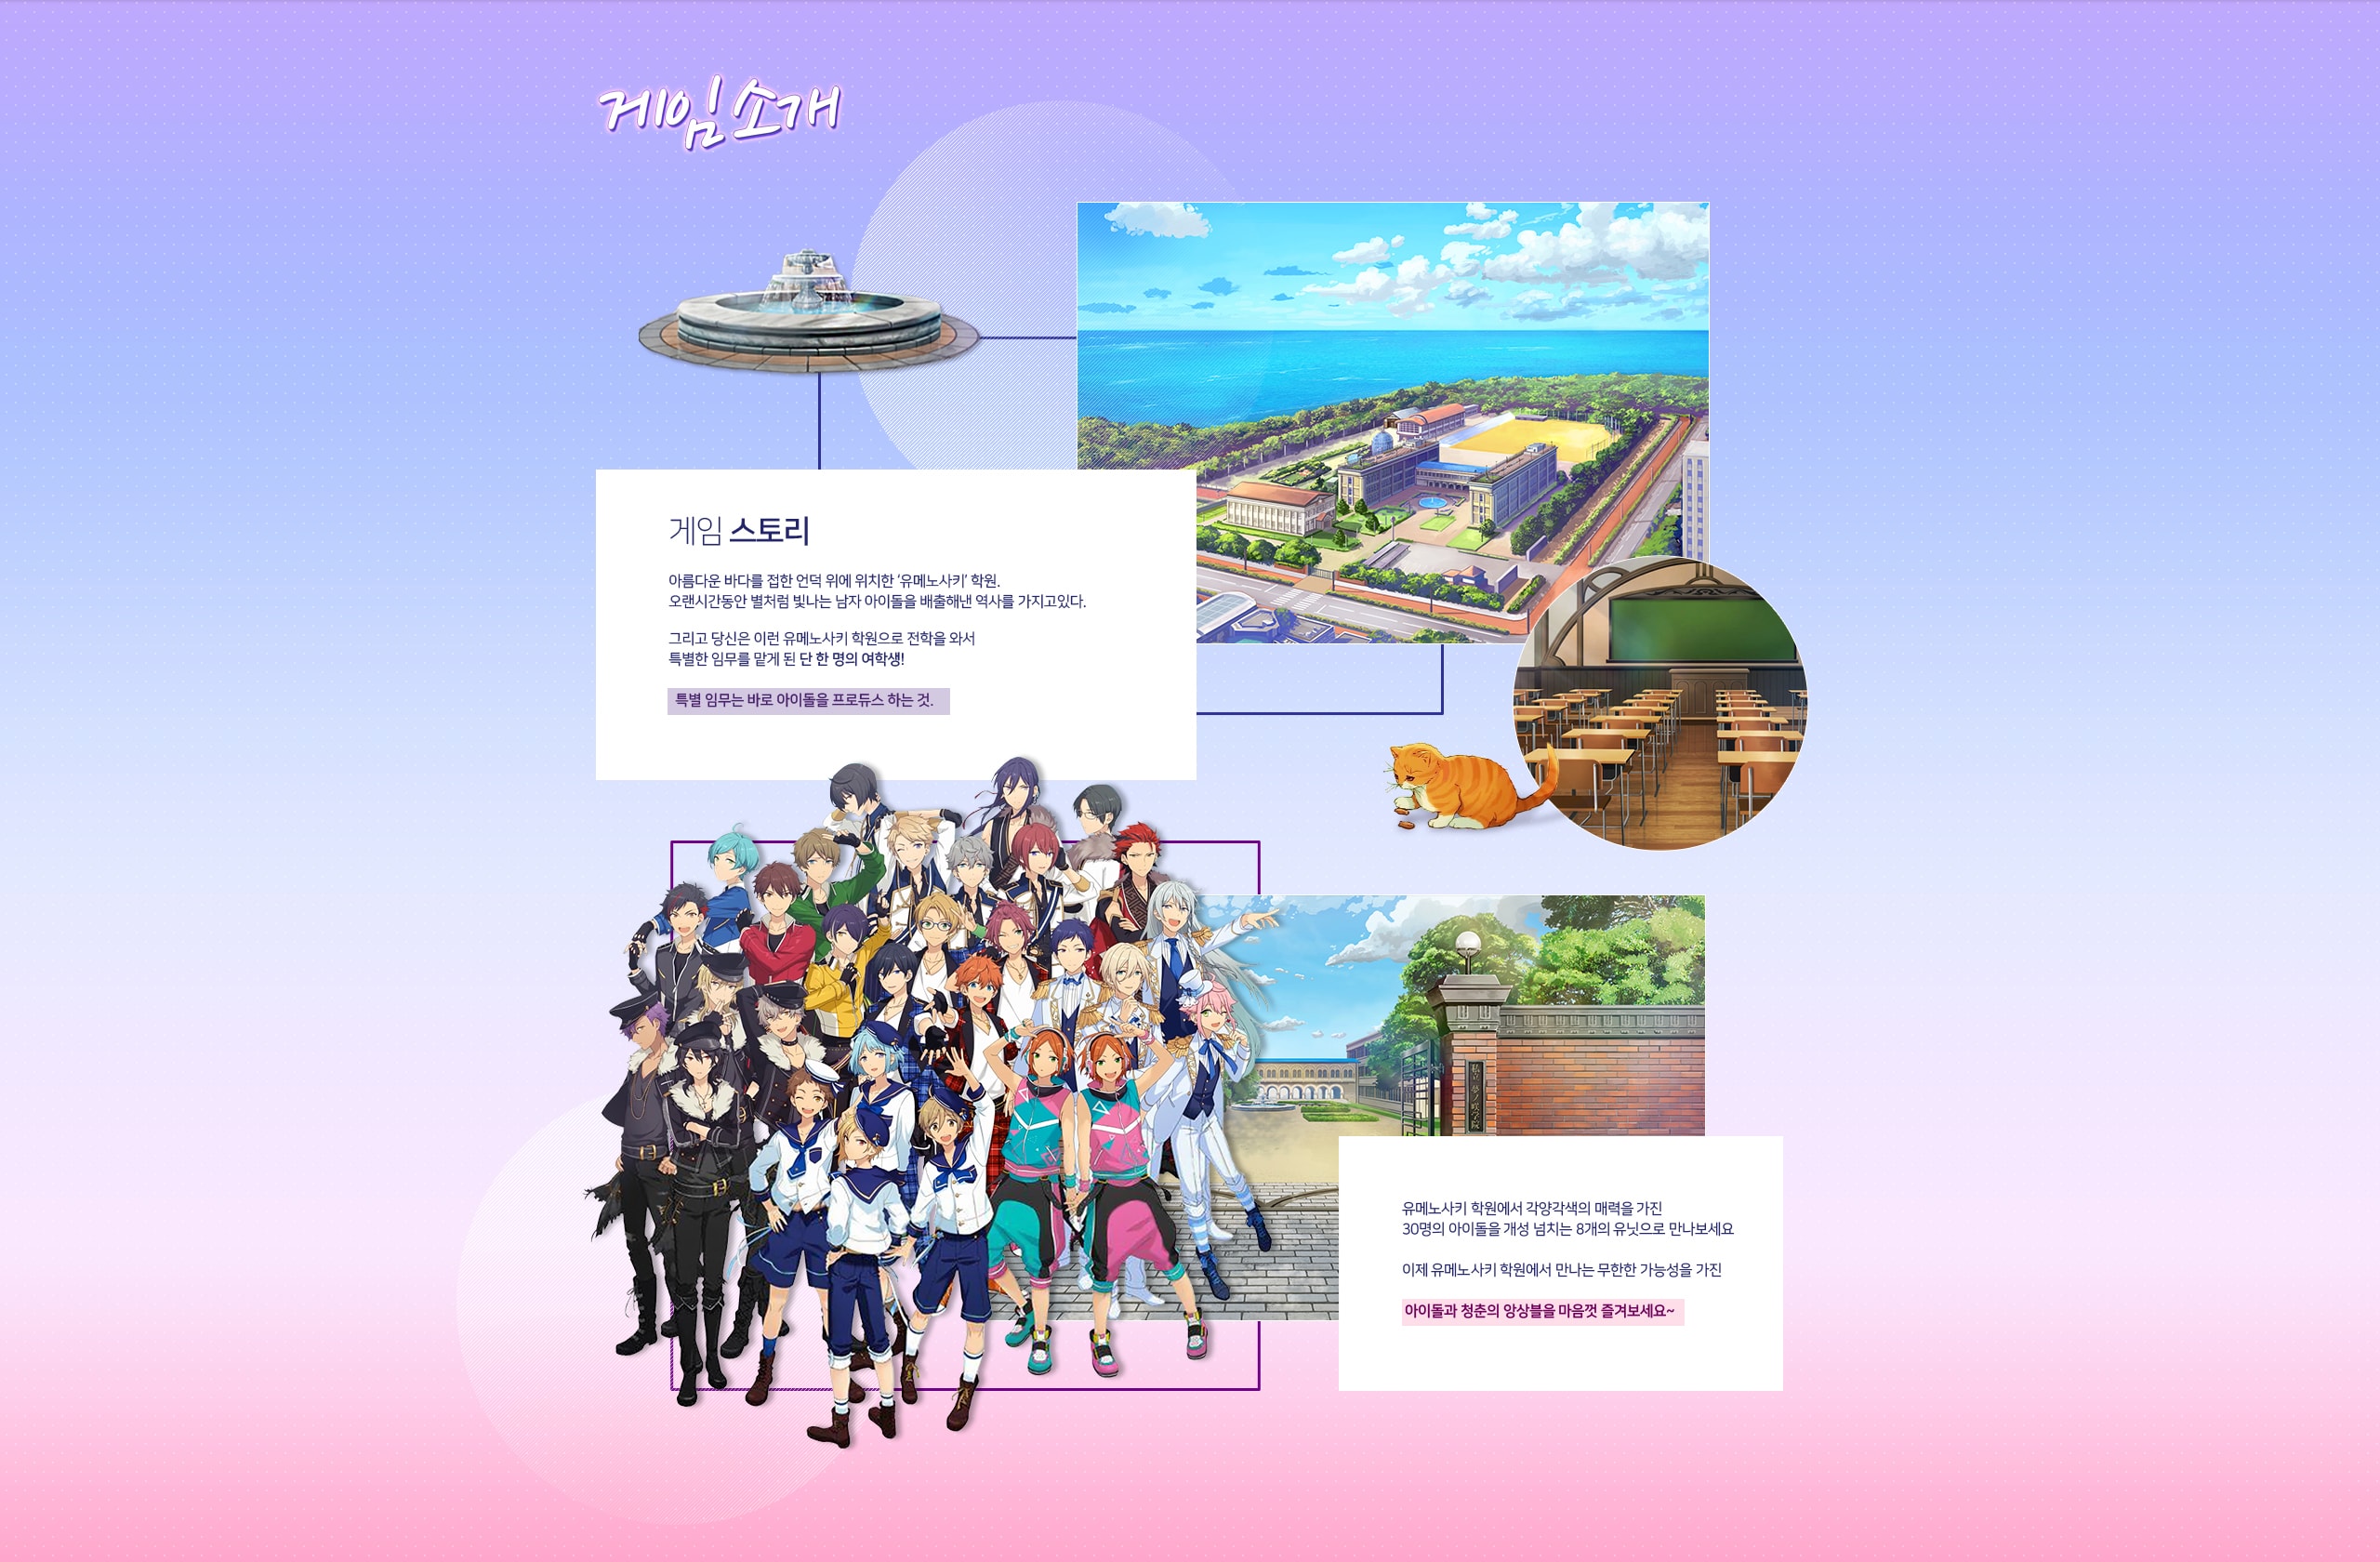 게임소개
게임 스토리
아름다운 바다를 접한 언덕 위에 위치한 ‘유메노사키’ 학원.
오랜시간동안 별처럼 빛나는 남자 아이돌을 배출해낸 역사를 가지고있다.
그리고 당신은 이런 유메노사키 학원으로 전학을 와서
특별한 임무를 맡게 된 단 한 명의 여학생!
특별 임무는 바로 아이돌을 프로듀스 하는 것.
私立 夢ノ咲学院
유메노사키 학원에서 각양각색의 매력을 가진
30명의 아이돌을 개성 넘치는 8개의 유닛으로 만나보세요
이제 유메노사키 학원에서 만나는 무한한 가능성을 가진
아이돌과 청춘의 앙상블을 마음껏 즐겨보세요~